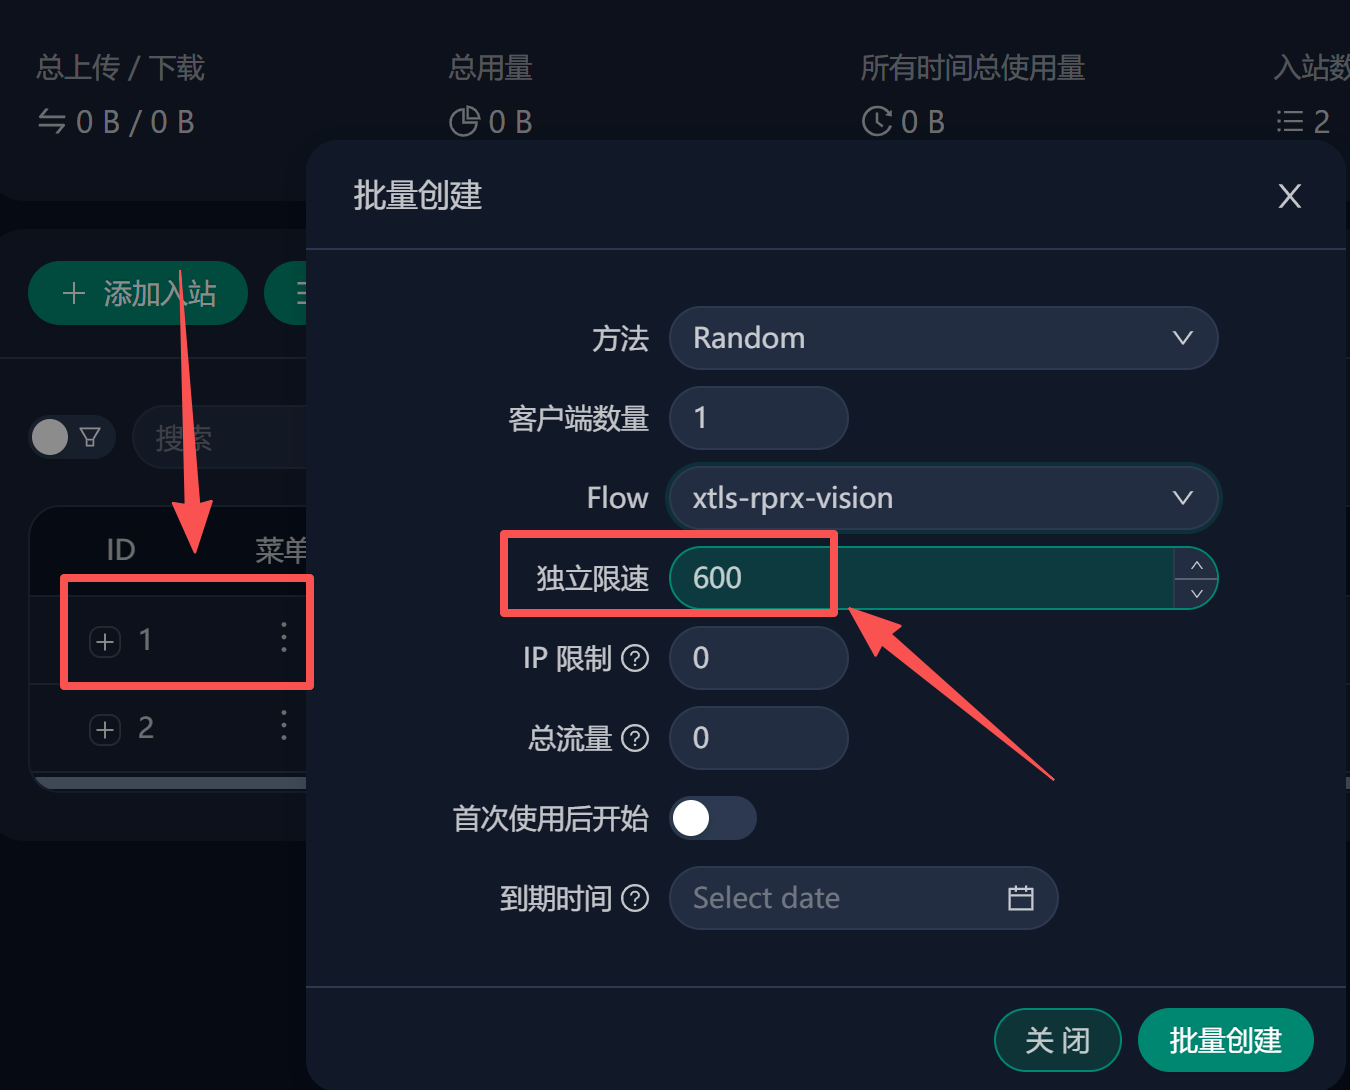 总上传 / 下载
0 B / 0 B
总用量
0 B
所有时间总使用量
0 B
入站数
2
添加入站
搜索
ID
菜单
1
2
批量创建
方法
Random
客户端数量
1
Flow
xtls-rprx-vision
独立限速
600
IP 限制
0
总流量
0
首次使用后开始
到期时间
Select date
关 闭
批量创建